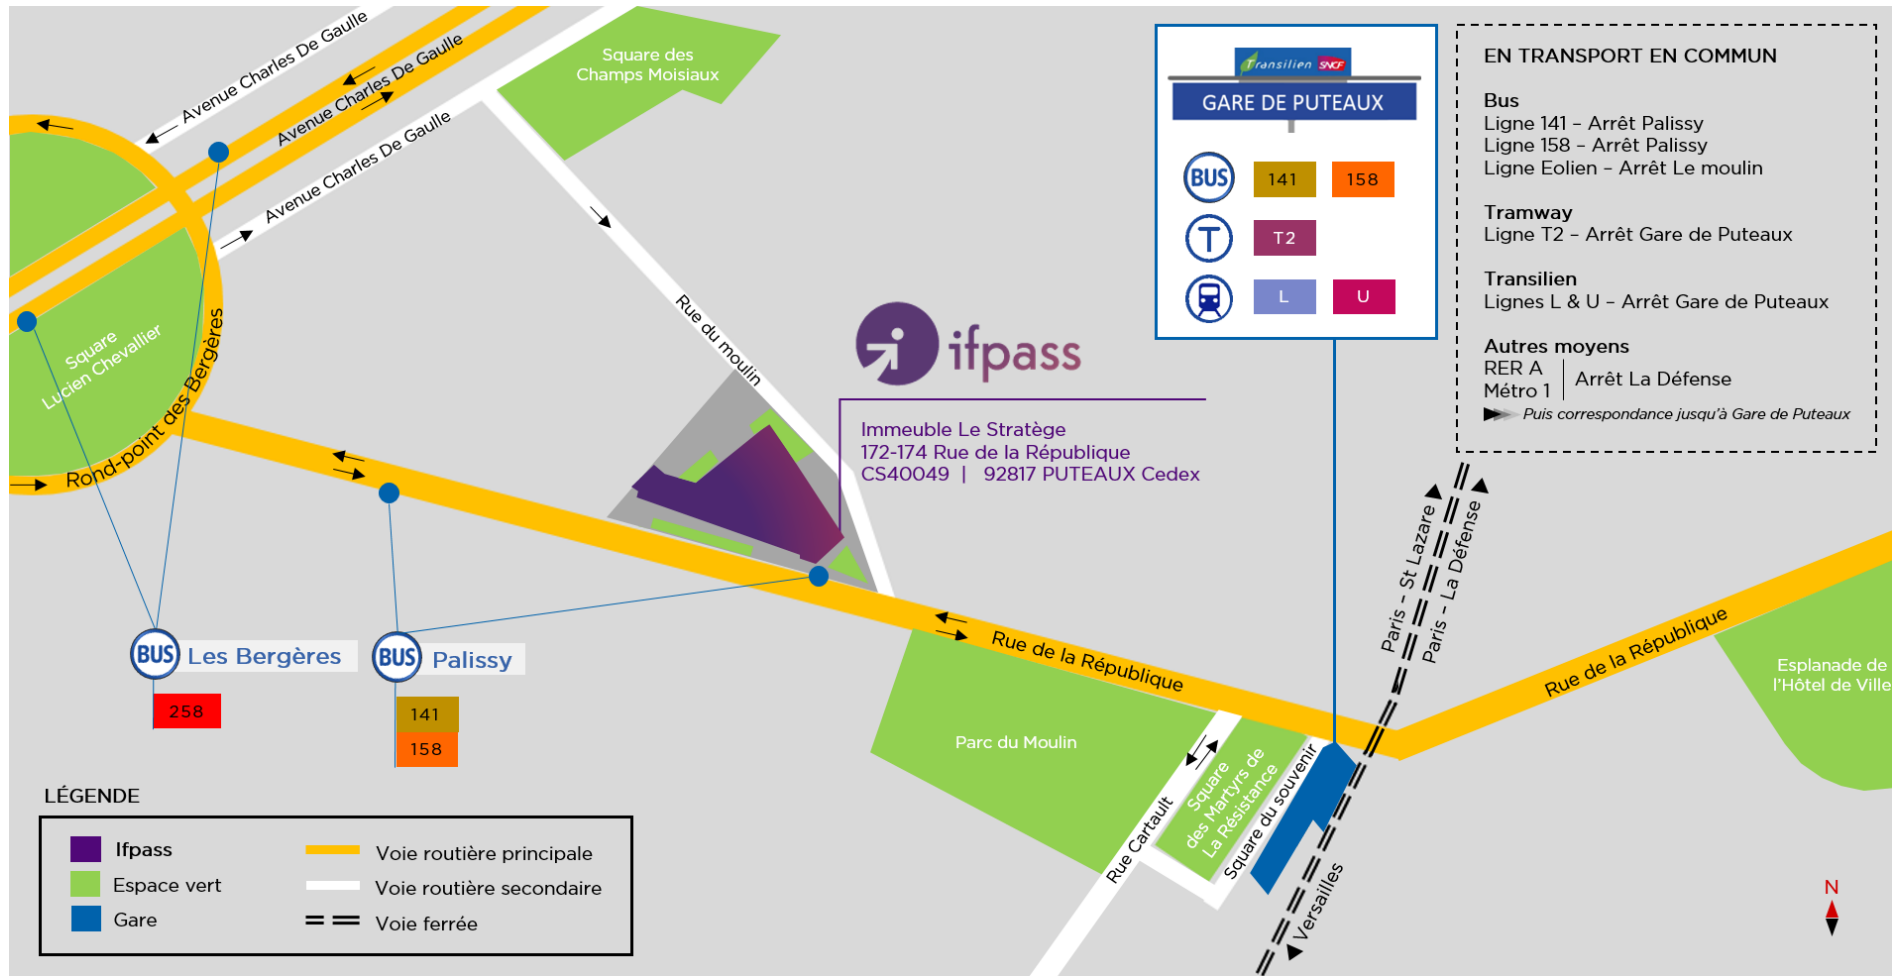 Avenue Charles De Gaulle
Avenue Charles De Gaulle
Avenue Charles De Gaulle
Square des
Champs Moisiaux
Square
Lucien Chevallier
Rond-point des Bergères
Rue du moulin
ifpass
Immeuble Le Stratège
172-174 Rue de la République
CS40049 | 92817 PUTEAUX Cedex
Transilien SNCF
GARE DE PUTEAUX
BUS 141 158
T T2
L U
EN TRANSPORT EN COMMUN
Bus
Ligne 141 – Arrêt Palissy
Ligne 158 – Arrêt Palissy
Ligne Eolien – Arrêt Le moulin
Tramway
Ligne T2 – Arrêt Gare de Puteaux
Transilien
Lignes L & U – Arrêt Gare de Puteaux
Autres moyens
RER A
Métro 1
Arrêt La Défense
Puis correspondance jusqu'à Gare de Puteaux
Paris - St Lazare
Paris - La Défense
Rue de la République
Rue de la République
Esplanade de
l'Hôtel de Ville
BUS Les Bergères
258
BUS Palissy
141
158
Parc du Moulin
Rue Cartault
Square
des Martyrs de
La Résistance
Square du souvenir
Versailles
LÉGENDE
Ifpass
Espace vert
Gare
Voie routière principale
Voie routière secondaire
Voie ferrée
N